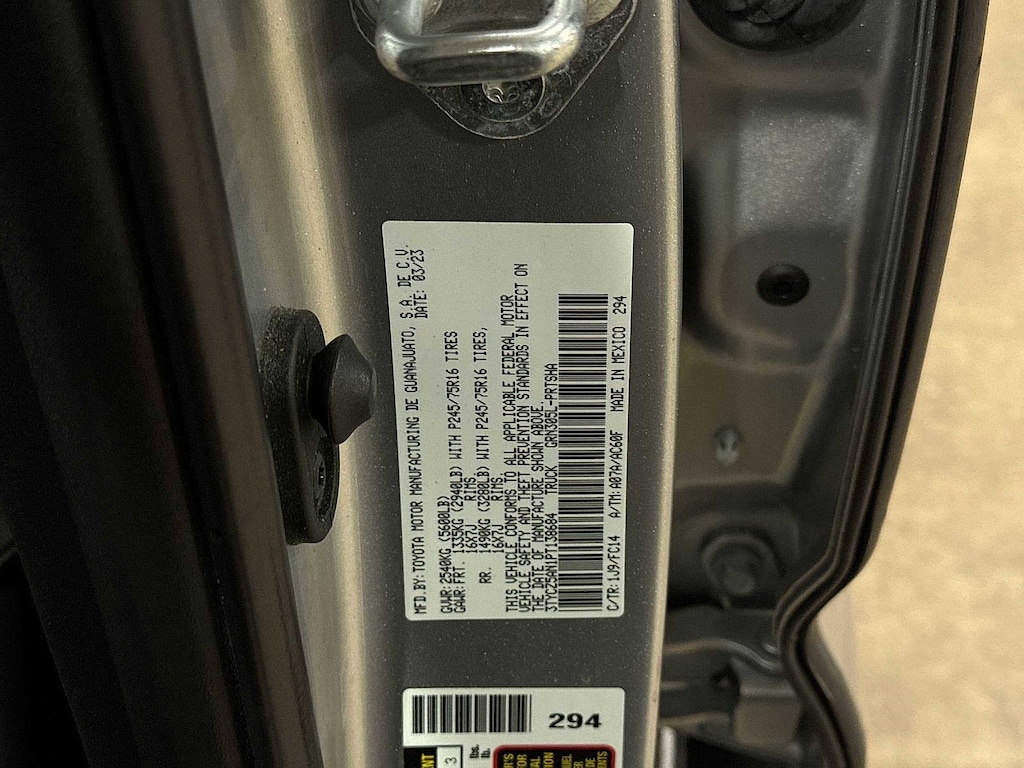 MFD.BY:TOYOTA MOTOR MANUFACTURING DE GUANAJUATO, S.A. DE C.V.
DATE: 03/23
GVWR:2540KG (5600LB)
GAWR:FRT. 1335KG (2940LB) WITH P245/75R16 TIRES
16X7J RIMS,
RR. 1490KG (3280LB) WITH P245/75R16 TIRES,
16X7J RIMS.
THIS VEHICLE CONFORMS TO ALL APPLICABLE FEDERAL MOTOR
VEHICLE SAFETY AND THEFT PREVENTION STANDARDS IN EFFECT ON
THE DATE OF MANUFACTURE SHOWN ABOVE.
3TYCZ5AN1PT130684 TRUCK GRN305L-PRTSHA
C/TR:1J9/FC14 A/TM:A07A/AC60F MADE IN MEXICO 294
294
3
lbs.
lb.